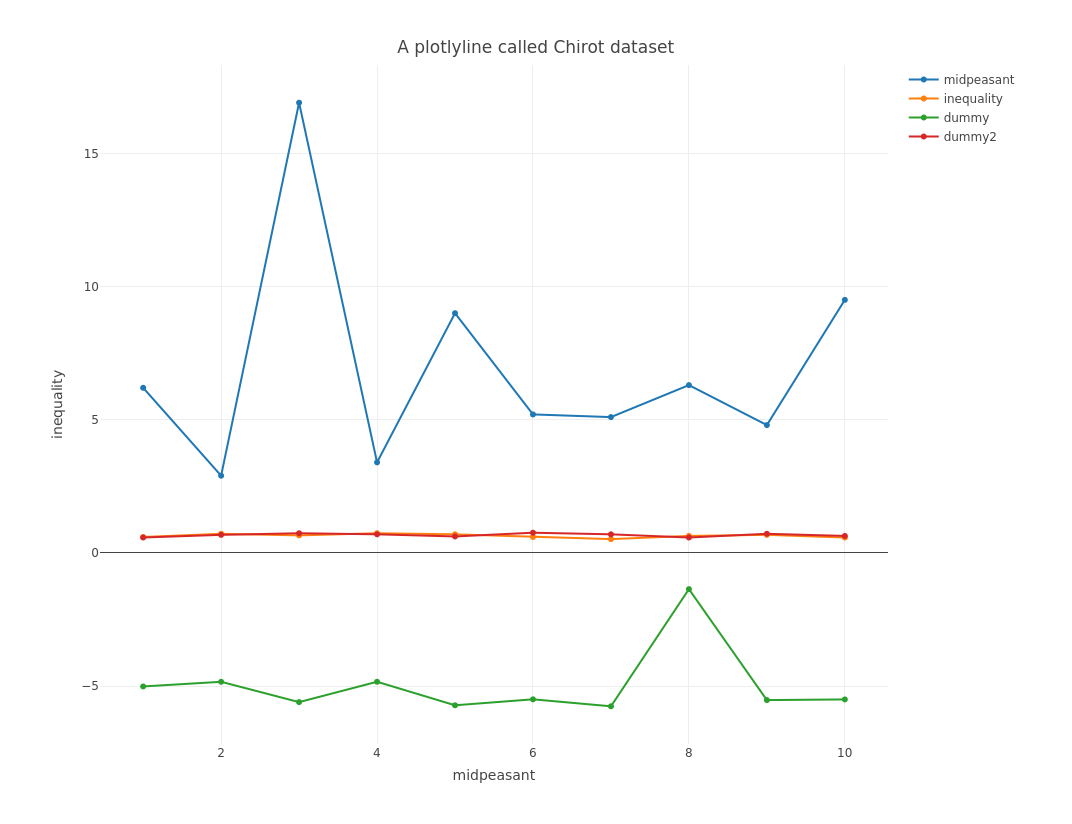 A plotlyline called Chirot dataset
midpeasant
inequality
dummy
dummy2
15
10
5
0
−5
inequality
2 4 6 8 10
midpeasant